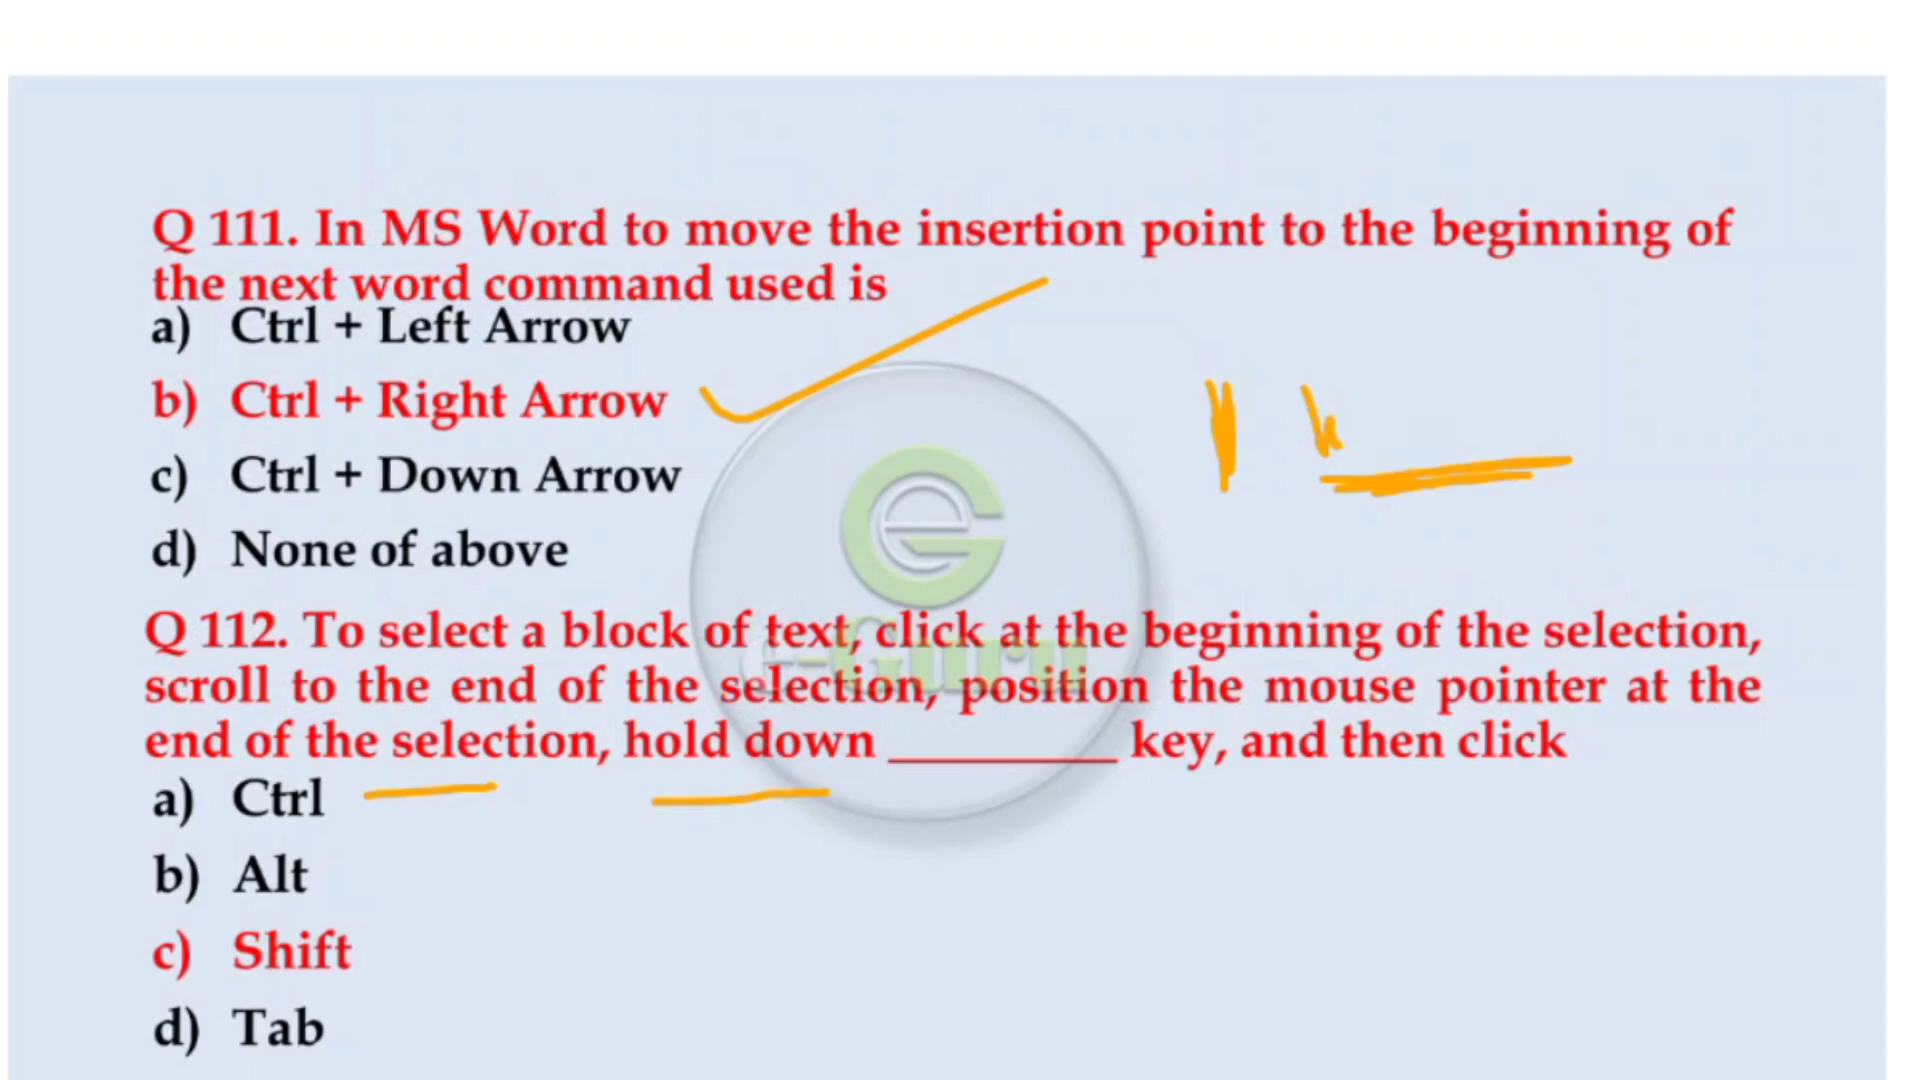 Q 111. In MS Word to move the insertion point to the beginning of
the next word command used is
a) Ctrl + Left Arrow
b) Ctrl + Right Arrow
c) Ctrl + Down Arrow
d) None of above
Q 112. To select a block of text, click at the beginning of the selection,
scroll to the end of the selection, position the mouse pointer at the
end of the selection, hold down __________ key, and then click
a) Ctrl
b) Alt
c) Shift
d) Tab
e-Guru